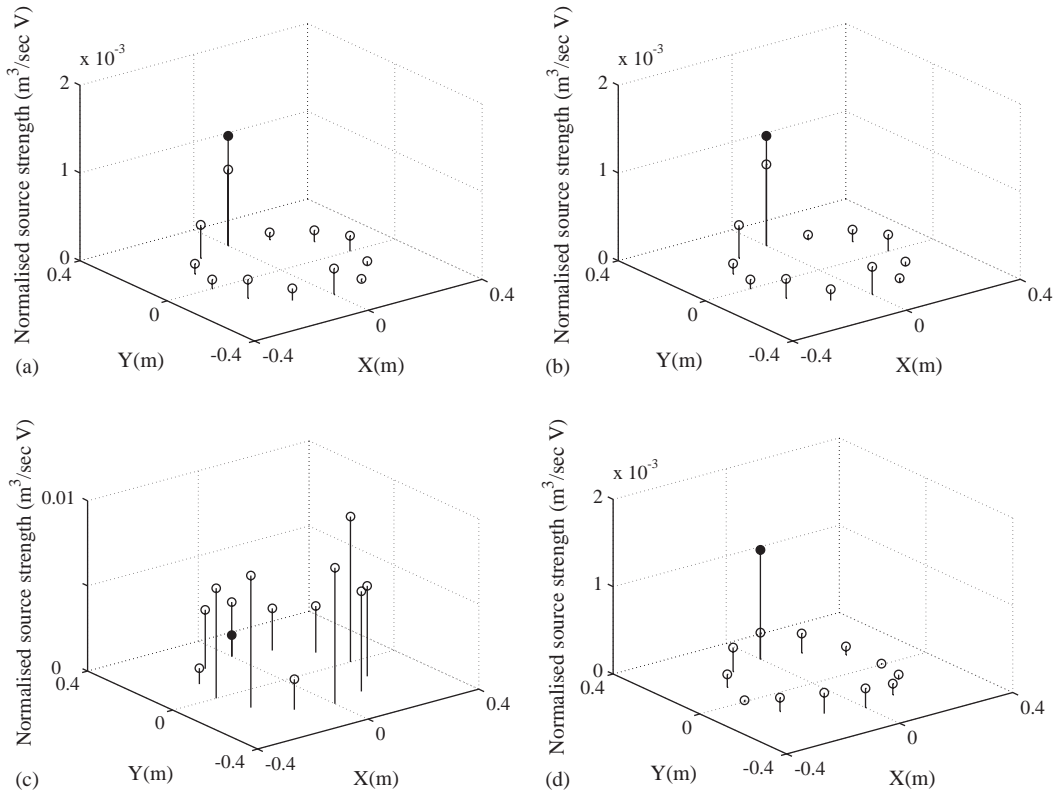 x 10⁻³
2
1
0
0.4
0
-0.4
-0.4
0
0.4
Normalised source strength (m³/sec V)
Y(m)
X(m)
(a)
x 10⁻³
2
1
0
0.4
0
-0.4
-0.4
0
0.4
Normalised source strength (m³/sec V)
Y(m)
X(m)
(b)
0.01
0
0.4
0
-0.4
-0.4
0
0.4
Normalised source strength (m³/sec V)
Y(m)
X(m)
(c)
x 10⁻³
2
1
0
0.4
0
-0.4
-0.4
0
0.4
Normalised source strength (m³/sec V)
Y(m)
X(m)
(d)